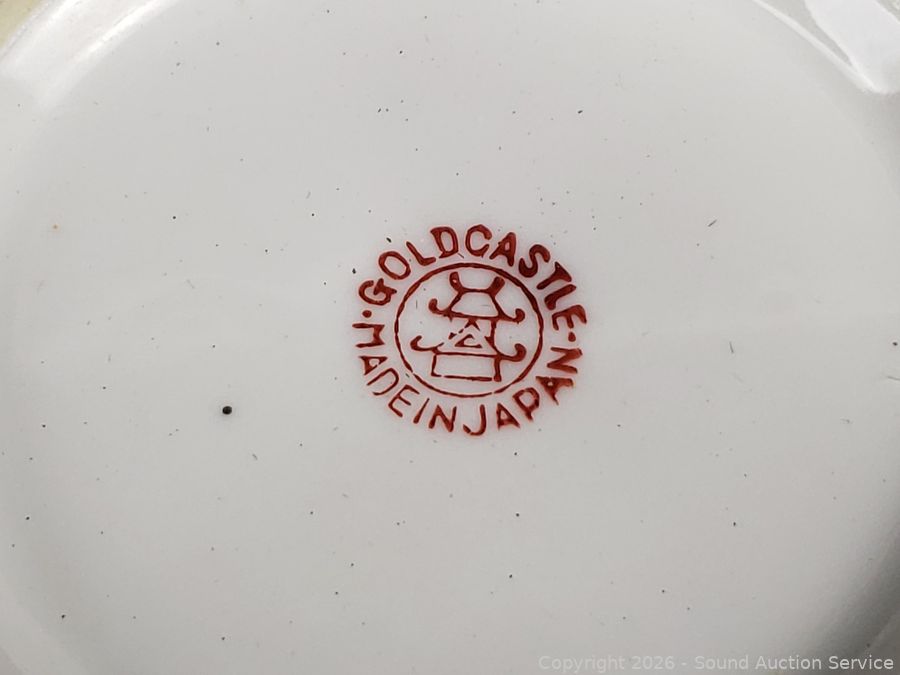 GOLDCASTLE
MADE IN JAPAN
Copyright 2026 - Sound Auction Service